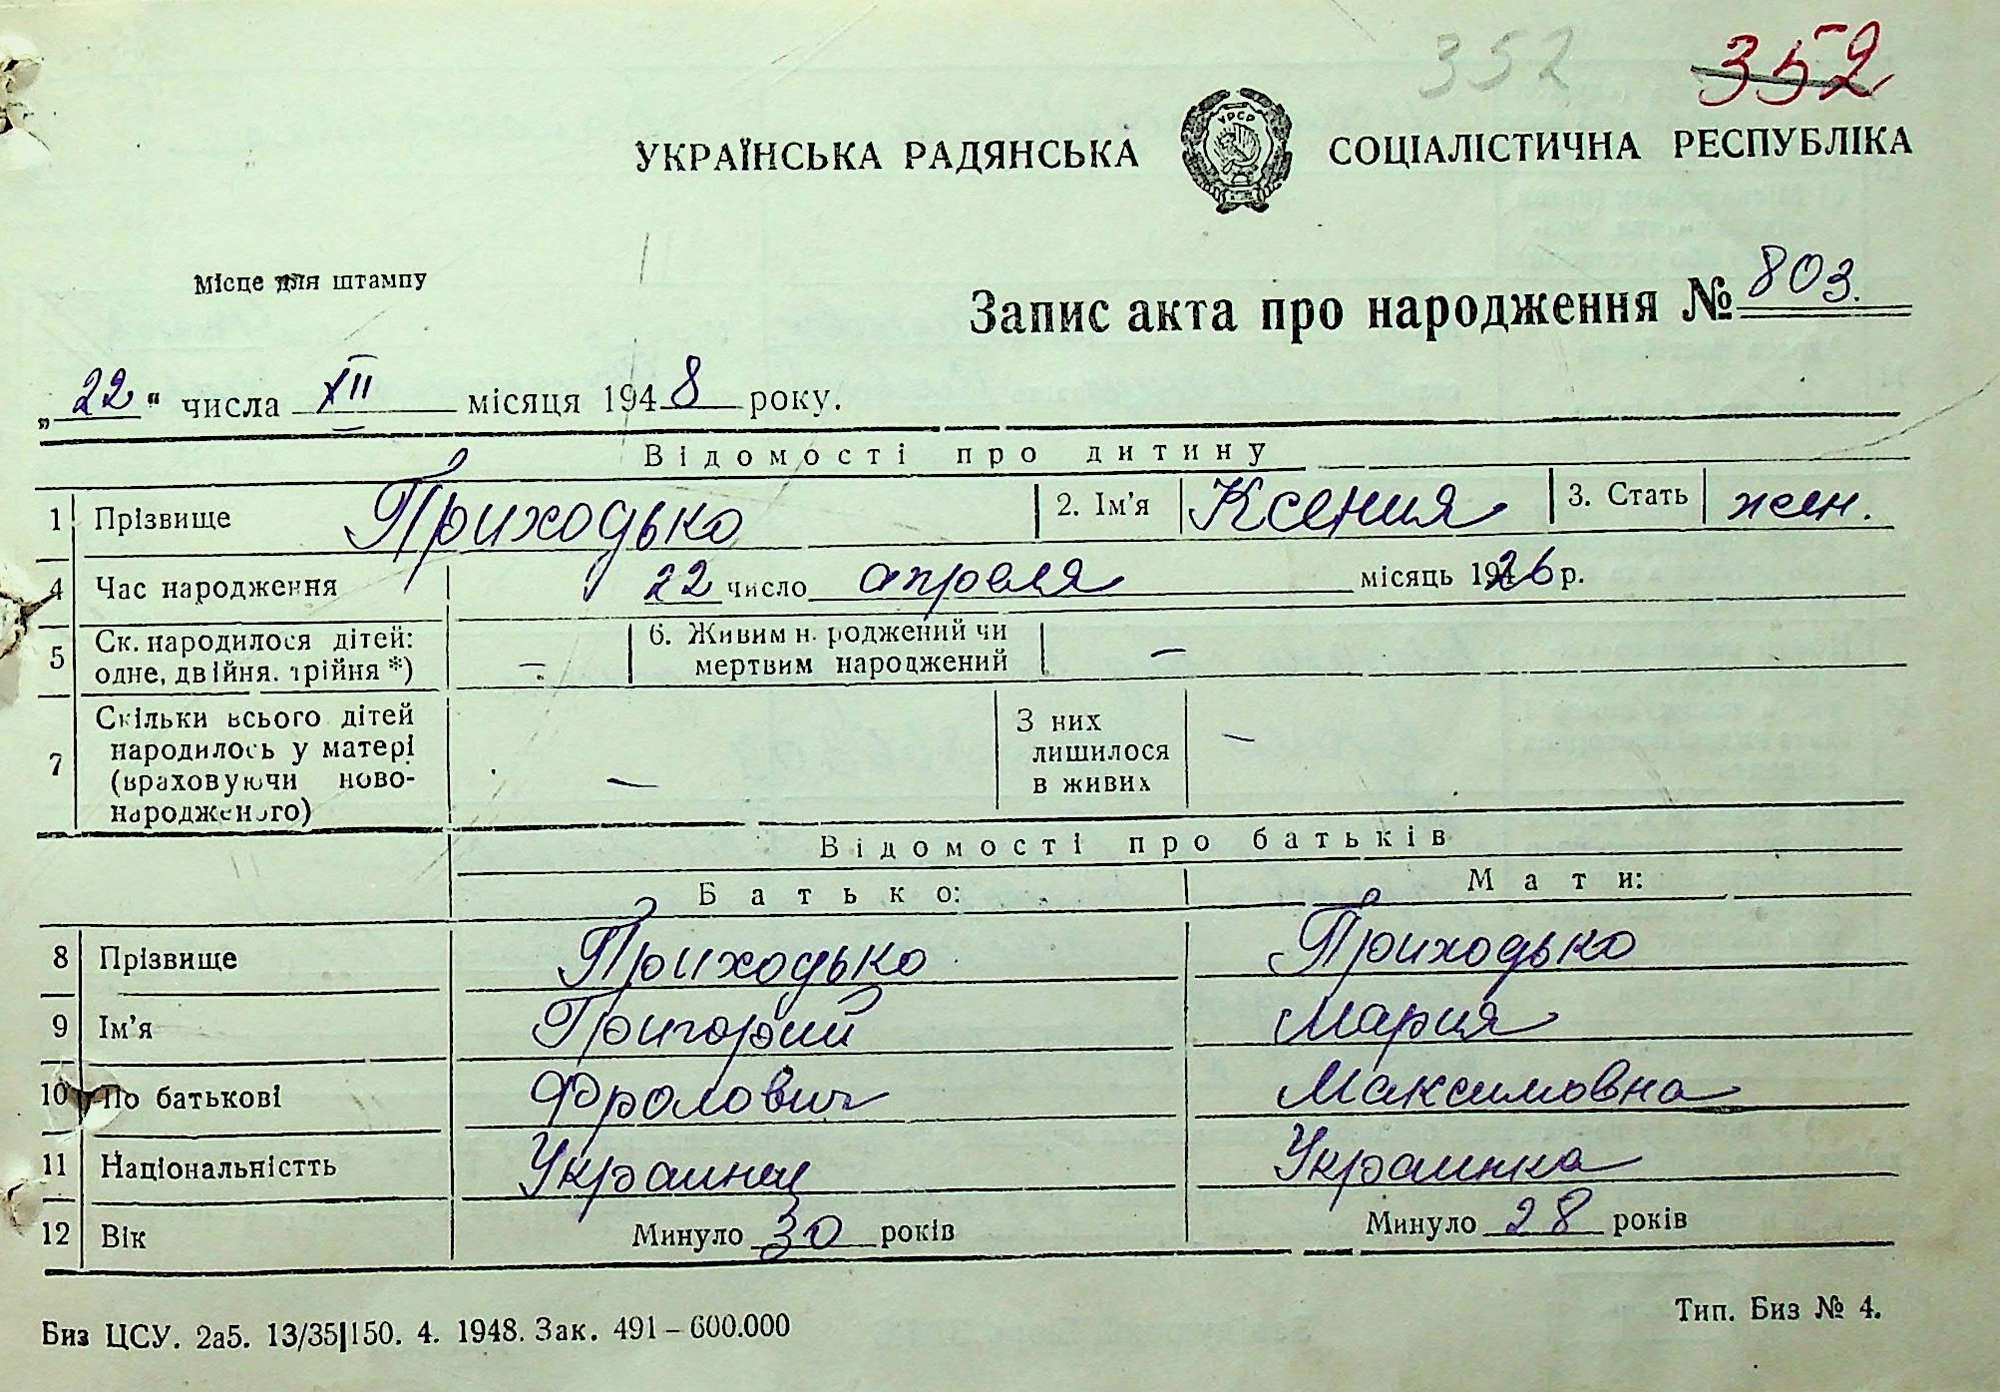 352 352
УКРАЇНСЬКА РАДЯНСЬКА УРСР СОЦІАЛІСТИЧНА РЕСПУБЛІКА
Місце для штампу
Запис акта про народження № 803.
„22“ числа XII місяця 1948 року.
Відомості про дитину
1 Прізвище Приходько 2. Ім'я Ксения 3. Стать жен.
4 Час народження 22 число апреля місяць 1926 р.
5 Ск. народилося дітей: 6. Живим н. роджений чи
одне, двійня. трійня *) – мертвим народжений –
7 Скільки всього дітей З них
народилось у матері лишилося –
(враховуючи ново- – в живих
народженого)
Відомості про батьків
Батько: Мати:
8 Прізвище Приходько Приходько
9 Ім'я Григорий Мария
10 По батькові Фролович Максимовна
11 Національністть Украинец Украинка
12 Вік Минуло 30 років Минуло 28 років
Биз ЦСУ. 2а5. 13/35|150. 4. 1948. Зак. 491 – 600.000 Тип. Биз № 4.